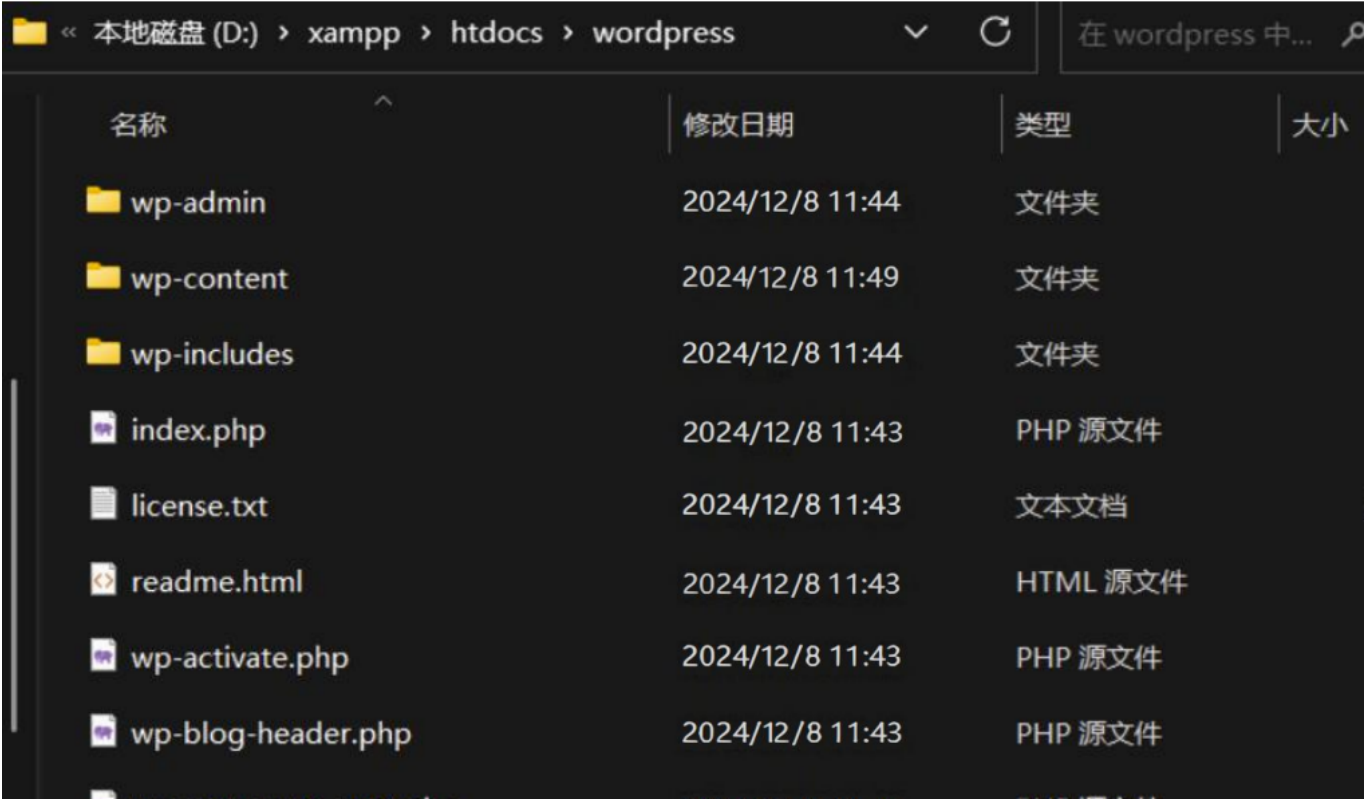 « 本地磁盘 (D:) › xampp › htdocs › wordpress 在 wordpress 中...
名称 修改日期 类型 大小
wp-admin 2024/12/8 11:44 文件夹
wp-content 2024/12/8 11:49 文件夹
wp-includes 2024/12/8 11:44 文件夹
index.php 2024/12/8 11:43 PHP 源文件
license.txt 2024/12/8 11:43 文本文档
readme.html 2024/12/8 11:43 HTML 源文件
wp-activate.php 2024/12/8 11:43 PHP 源文件
wp-blog-header.php 2024/12/8 11:43 PHP 源文件